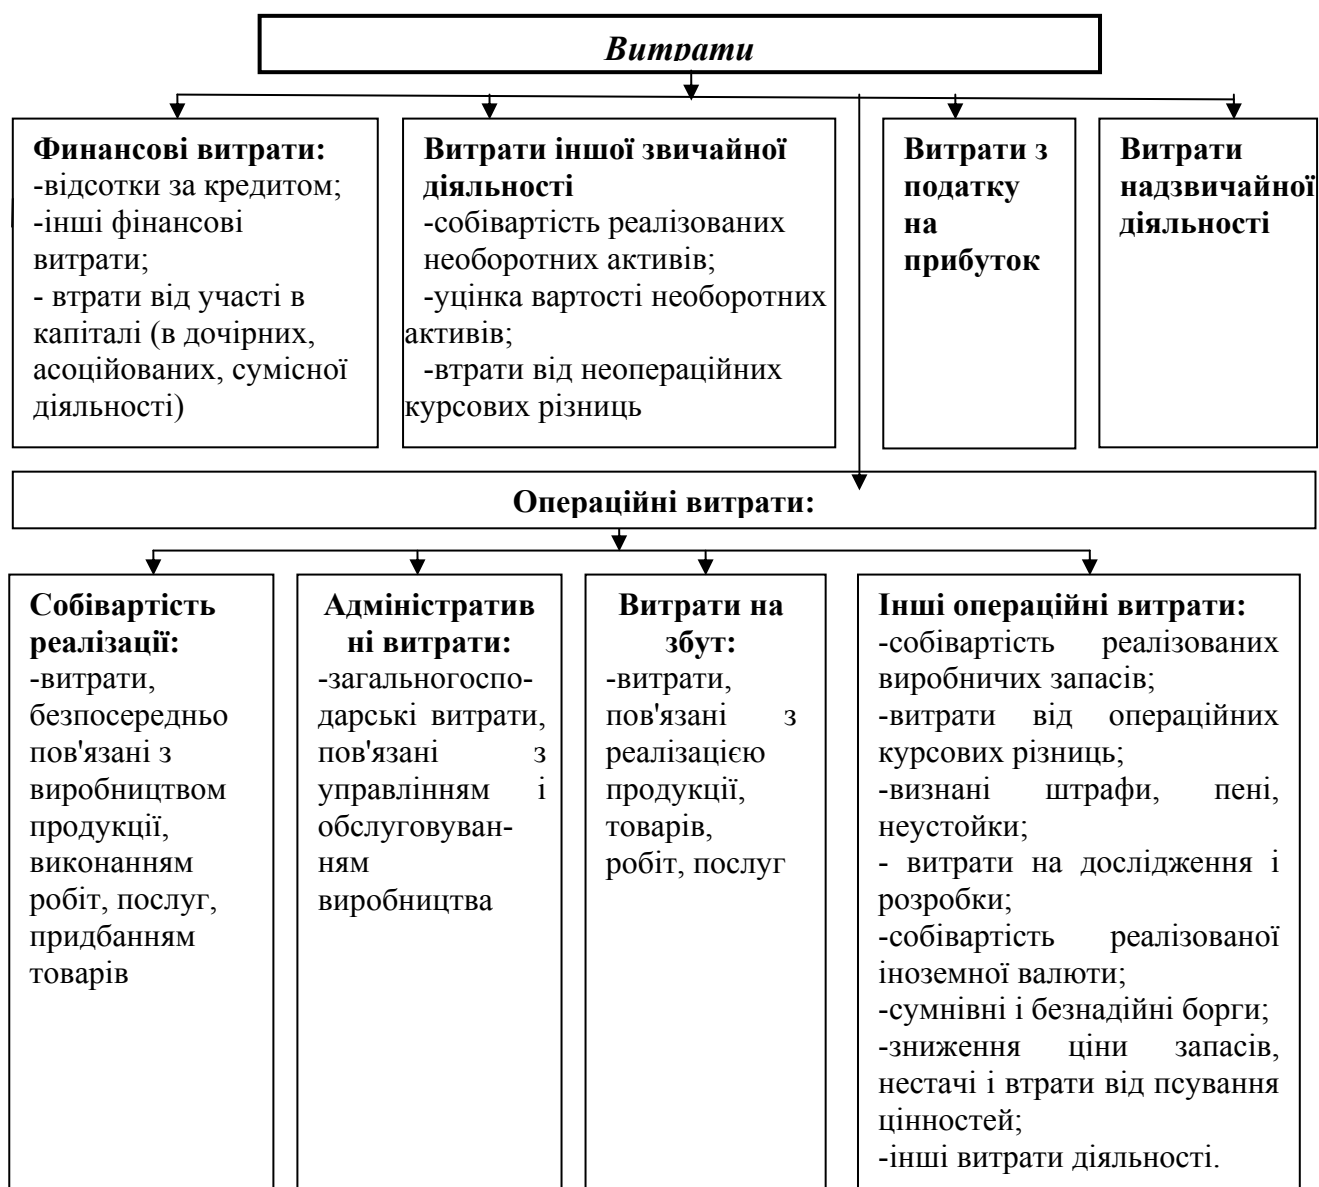 Витрати
Финансові витрати:
-відсотки за кредитом;
-інші фінансові
витрати;
- втрати від участі в
капіталі (в дочірних,
асоційованих, сумісної
діяльності)
Витрати іншої звичайної
діяльності
-собівартість реалізованих
необоротних активів;
-уцінка вартості необоротних
активів;
-втрати від неопераційних
курсових різниць
Витрати з
податку
на
прибуток
Витрати
надзвичайної
діяльності
Операційні витрати:
Собівартість
реалізації:
-витрати,
безпосередньо
пов'язані з
виробництвом
продукції,
виконанням
робіт, послуг,
придбанням
товарів
Адміністратив
ні витрати:
-загальногоспо-
дарські витрати,
пов'язані з
управлінням і
обслуговуван-
ням
виробництва
Витрати на
збут:
-витрати,
пов'язані з
реалізацією
продукції,
товарів,
робіт, послуг
Інші операційні витрати:
-собівартість реалізованих
виробничих запасів;
-витрати від операційних
курсових різниць;
-визнані штрафи, пені,
неустойки;
- витрати на дослідження і
розробки;
-собівартість реалізованої
іноземної валюти;
-сумнівні і безнадійні борги;
-зниження ціни запасів,
нестачі і втрати від псування
цінностей;
-інші витрати діяльності.